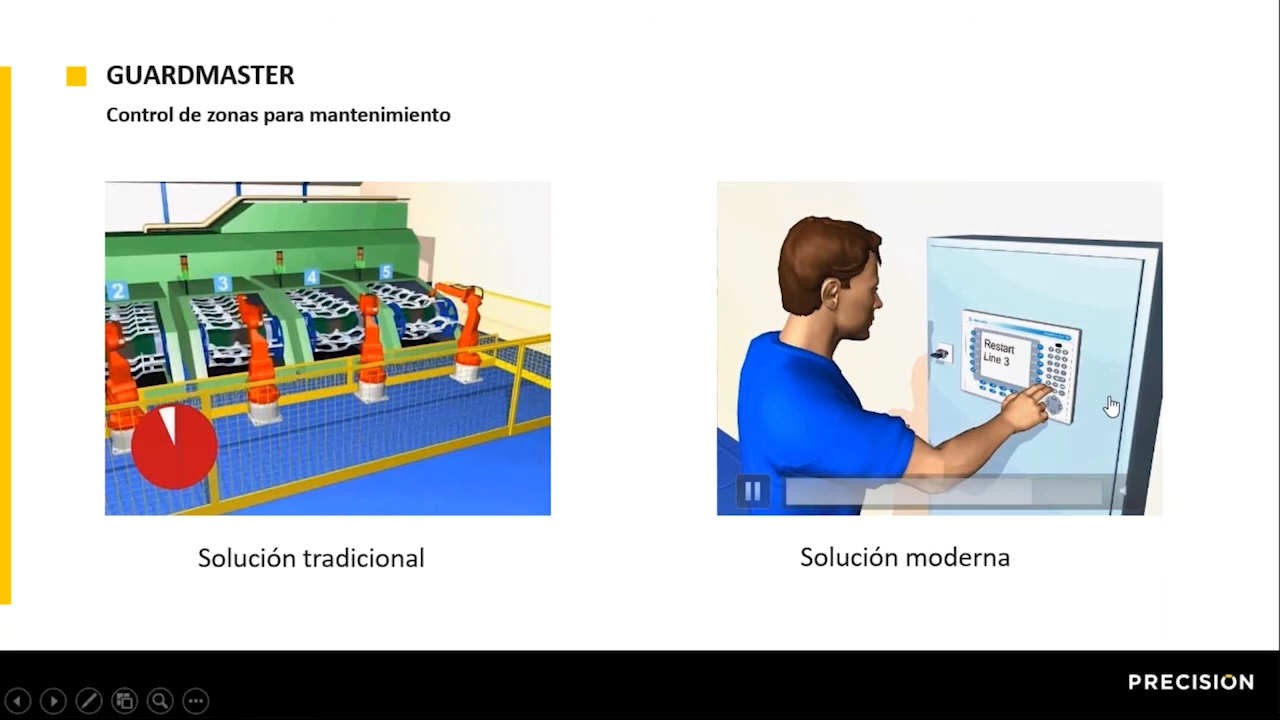 GUARDMASTER
Control de zonas para mantenimiento
2
3
4
5
Restart
Line 3
Solución tradicional
Solución moderna
PRECISION